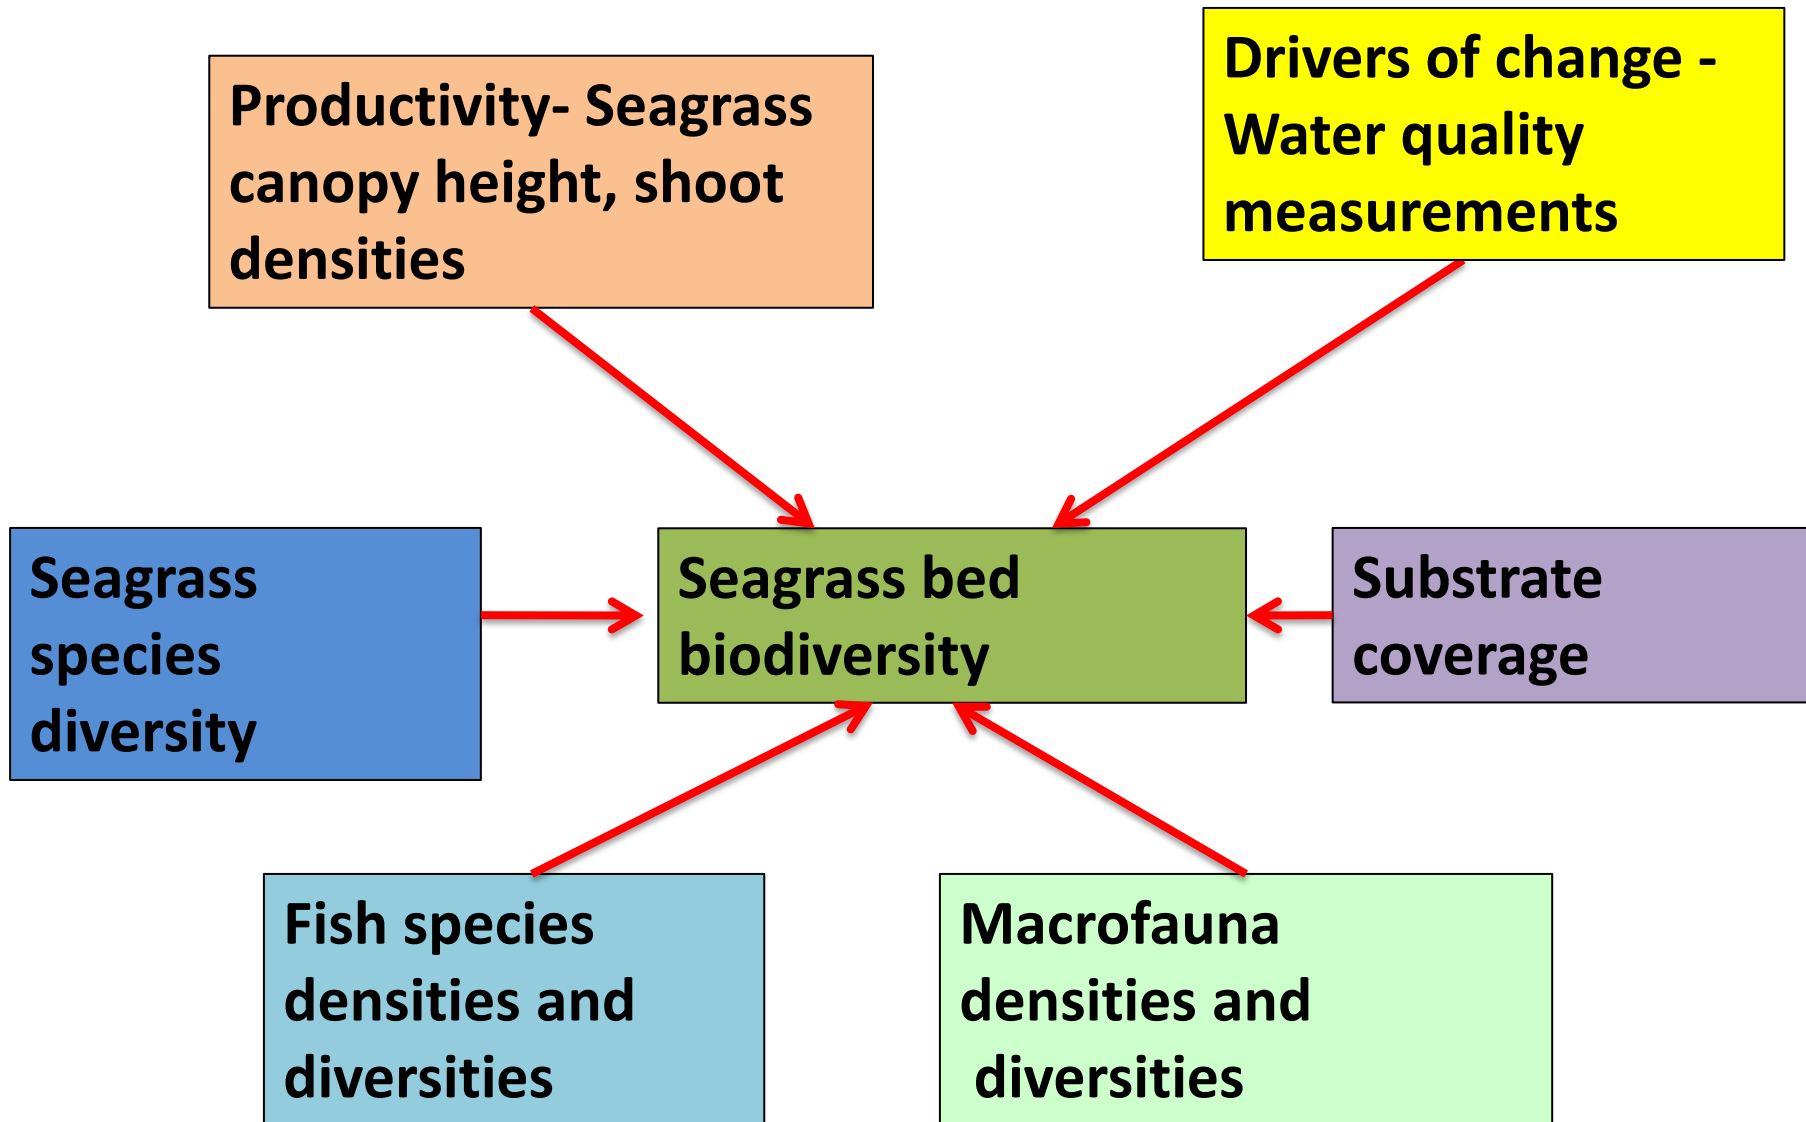 Productivity- Seagrass
canopy height, shoot
densities
Drivers of change -
Water quality
measurements
Seagrass
species
diversity
Seagrass bed
biodiversity
Substrate
coverage
Fish species
densities and
diversities
Macrofauna
densities and
diversities